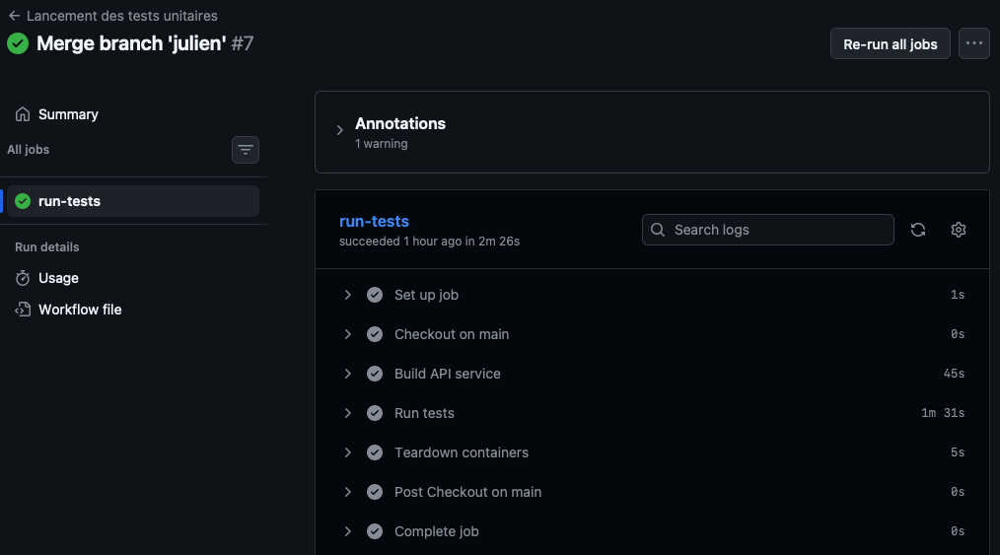 Lancement des tests unitaires
Merge branch 'julien' #7
Re-run all jobs
Summary
All jobs
run-tests
Run details
Usage
Workflow file
Annotations
1 warning
run-tests
succeeded 1 hour ago in 2m 26s
Search logs
Set up job 1s
Checkout on main 0s
Build API service 45s
Run tests 1m 31s
Teardown containers 5s
Post Checkout on main 0s
Complete job 0s